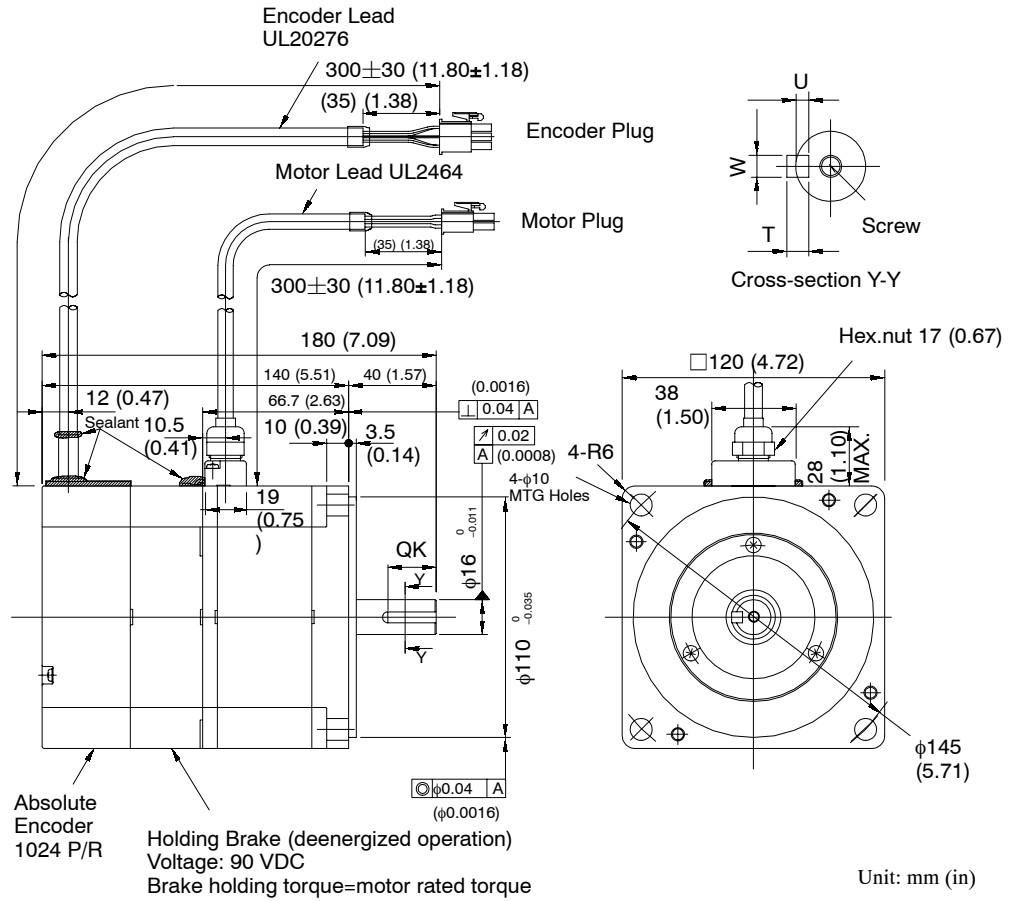 Encoder Lead
UL20276
300±30 (11.80±1.18)
(35) (1.38)
Encoder Plug
Motor Lead UL2464
Motor Plug
(35) (1.38)
300±30 (11.80±1.18)
U
W
T
Screw
Cross-section Y-Y
180 (7.09)
140 (5.51)
40 (1.57)
12 (0.47)
66.7 (2.63)
Sealant
10.5
(0.41)
10 (0.39)
3.5
(0.14)
(0.0016)
⊥ 0.04 A
↗ 0.02
A (0.0008)
19
(0.75
)
QK
Y
Y
φ16 0 -0.011
φ110 0 -0.035
◎ φ0.04 A
(φ0.0016)
Hex.nut 17 (0.67)
□120 (4.72)
38
(1.50)
28
(1.10)
MAX.
4-R6
4-φ10
MTG Holes
φ145
(5.71)
Absolute
Encoder
1024 P/R
Holding Brake (deenergized operation)
Voltage: 90 VDC
Brake holding torque=motor rated torque
Unit: mm (in)